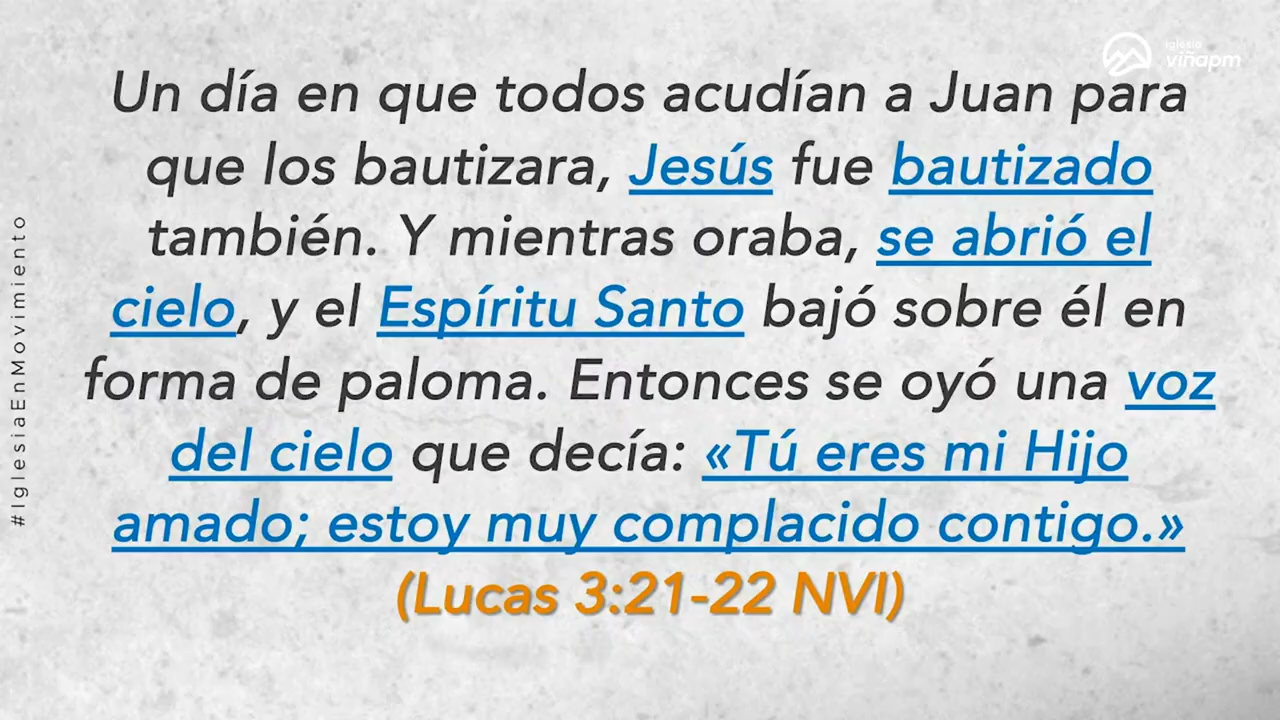 Iglesia
viñapm
Un día en que todos acudían a Juan para
que los bautizara, Jesús fue bautizado
también. Y mientras oraba, se abrió el
cielo, y el Espíritu Santo bajó sobre él en
forma de paloma. Entonces se oyó una voz
del cielo que decía: «Tú eres mi Hijo
amado; estoy muy complacido contigo.»
(Lucas 3:21-22 NVI)
#IglesiaEnMovimiento